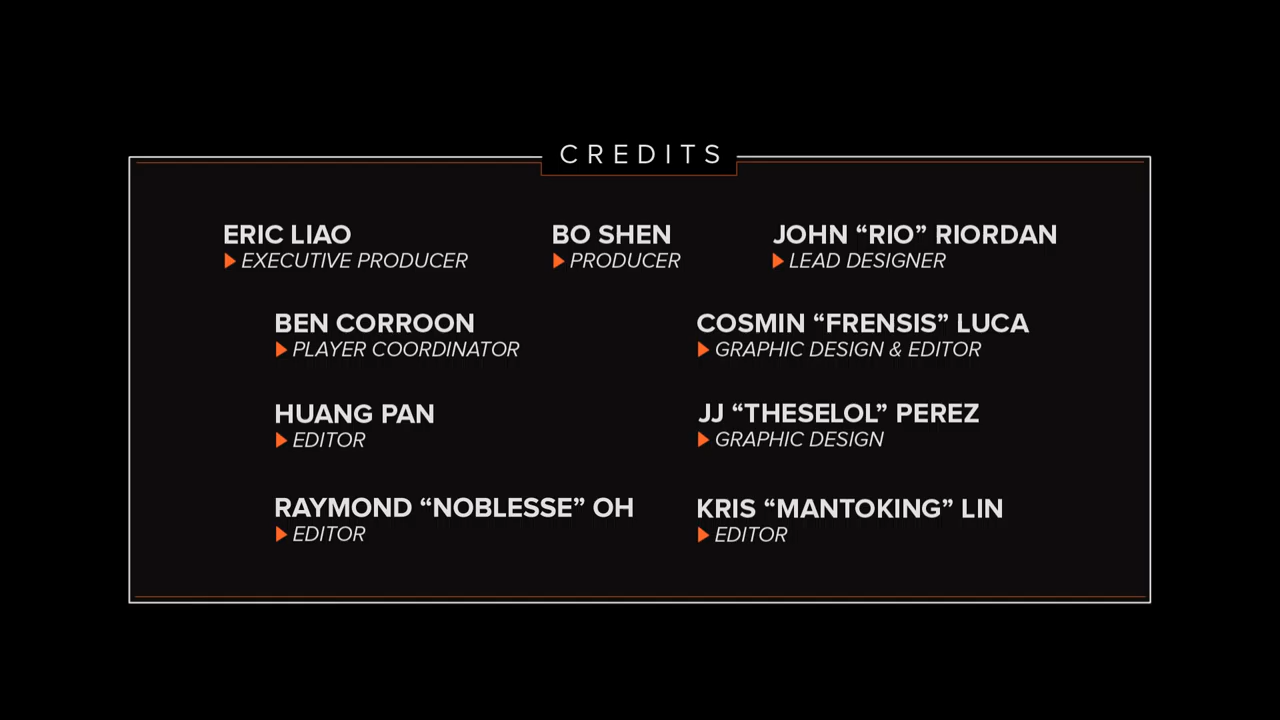 CREDITS
ERIC LIAO
EXECUTIVE PRODUCER
BO SHEN
PRODUCER
JOHN “RIO” RIORDAN
LEAD DESIGNER
BEN CORROON
PLAYER COORDINATOR
COSMIN “FRENSIS” LUCA
GRAPHIC DESIGN & EDITOR
HUANG PAN
EDITOR
JJ “THESELOL” PEREZ
GRAPHIC DESIGN
RAYMOND “NOBLESSE” OH
EDITOR
KRIS “MANTOKING” LIN
EDITOR